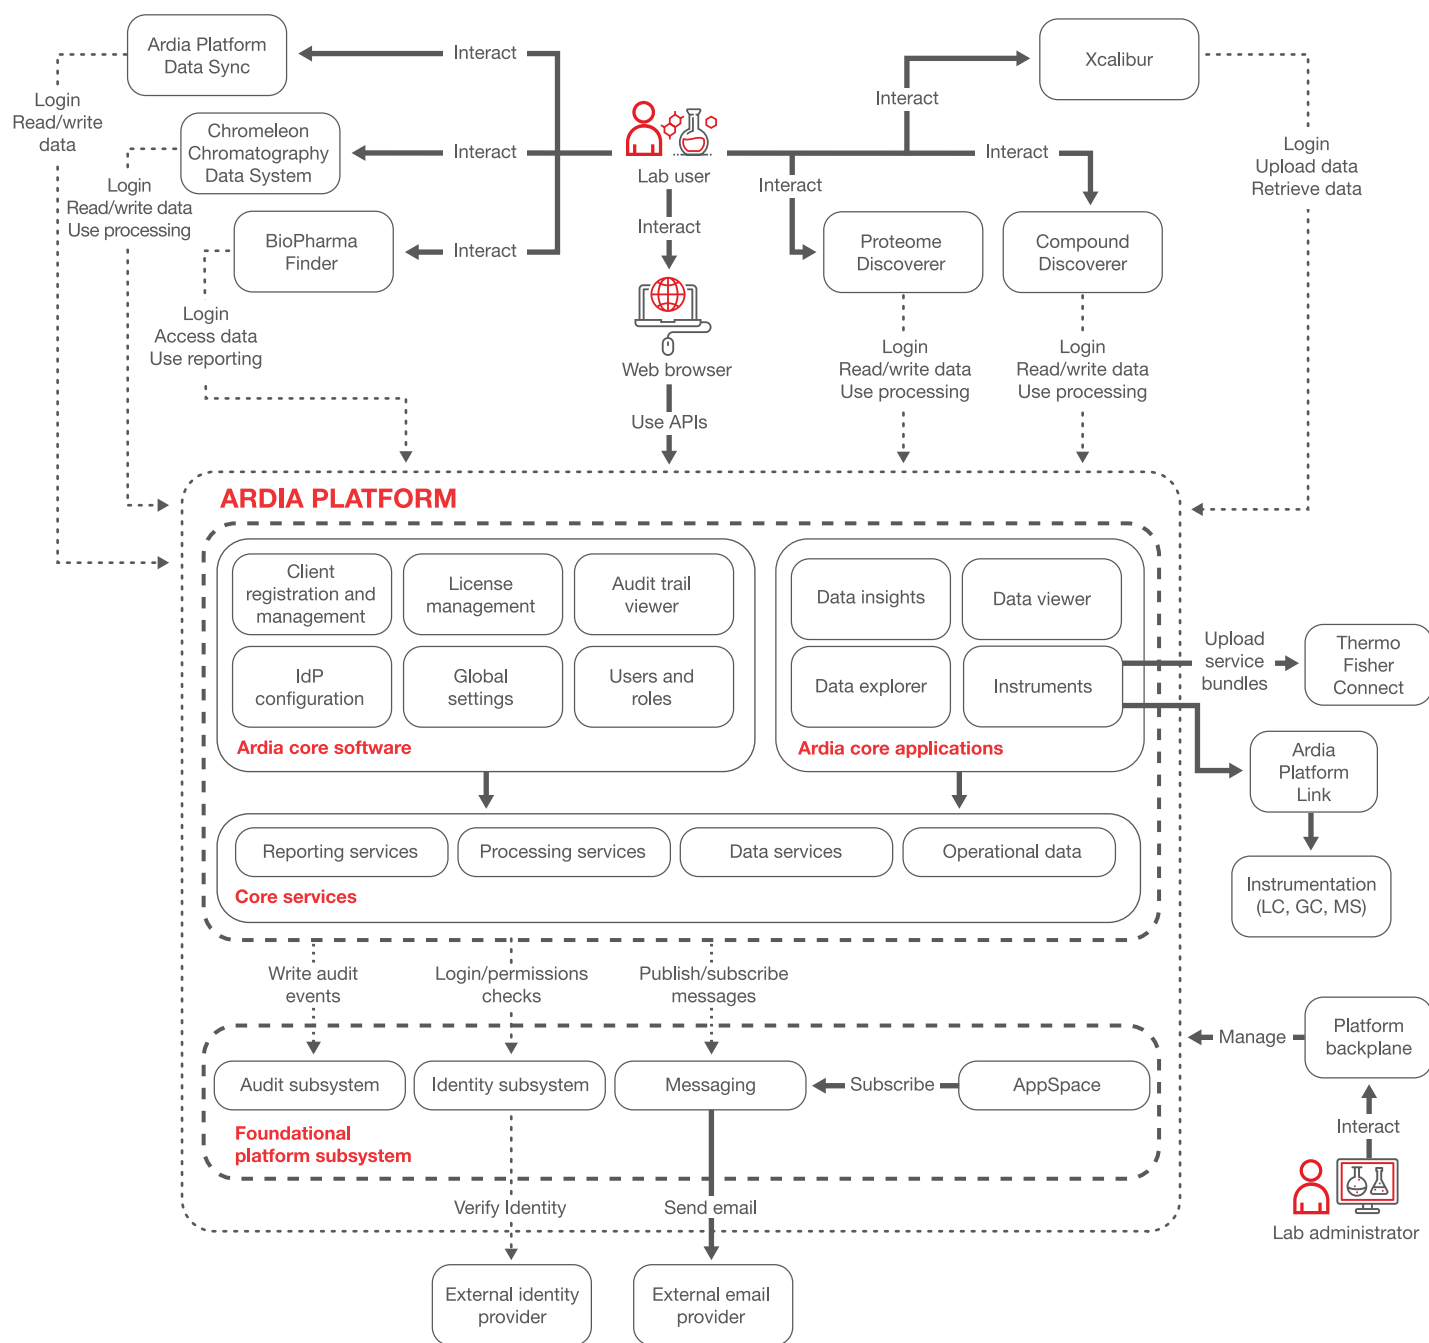 Ardia Platform
Data Sync
Interact
Xcalibur
Interact
Login
Read/write
data
Chromeleon
Chromatography
Data System
Interact
Lab user
Interact
Interact
Login
Upload data
Retrieve data
Login
Read/write data
Use processing
BioPharma
Finder
Interact
Interact
Proteome
Discoverer
Compound
Discoverer
Login
Access data
Use reporting
Web browser
Login
Read/write data
Use processing
Login
Read/write data
Use processing
Use APIs
ARDIA PLATFORM
Client
registration and
management
License
management
Audit trail
viewer
IdP
configuration
Global
settings
Users and
roles
Ardia core software
Data insights
Data viewer
Data explorer
Instruments
Ardia core applications
Upload
service
bundles
Thermo
Fisher
Connect
Ardia
Platform
Link
Instrumentation
(LC, GC, MS)
Reporting services
Processing services
Data services
Operational data
Core services
Write audit
events
Login/permissions
checks
Publish/subscribe
messages
Audit subsystem
Identity subsystem
Messaging
Subscribe
AppSpace
Foundational
platform subsystem
Manage
Platform
backplane
Interact
Lab administrator
Verify Identity
Send email
External identity
provider
External email
provider